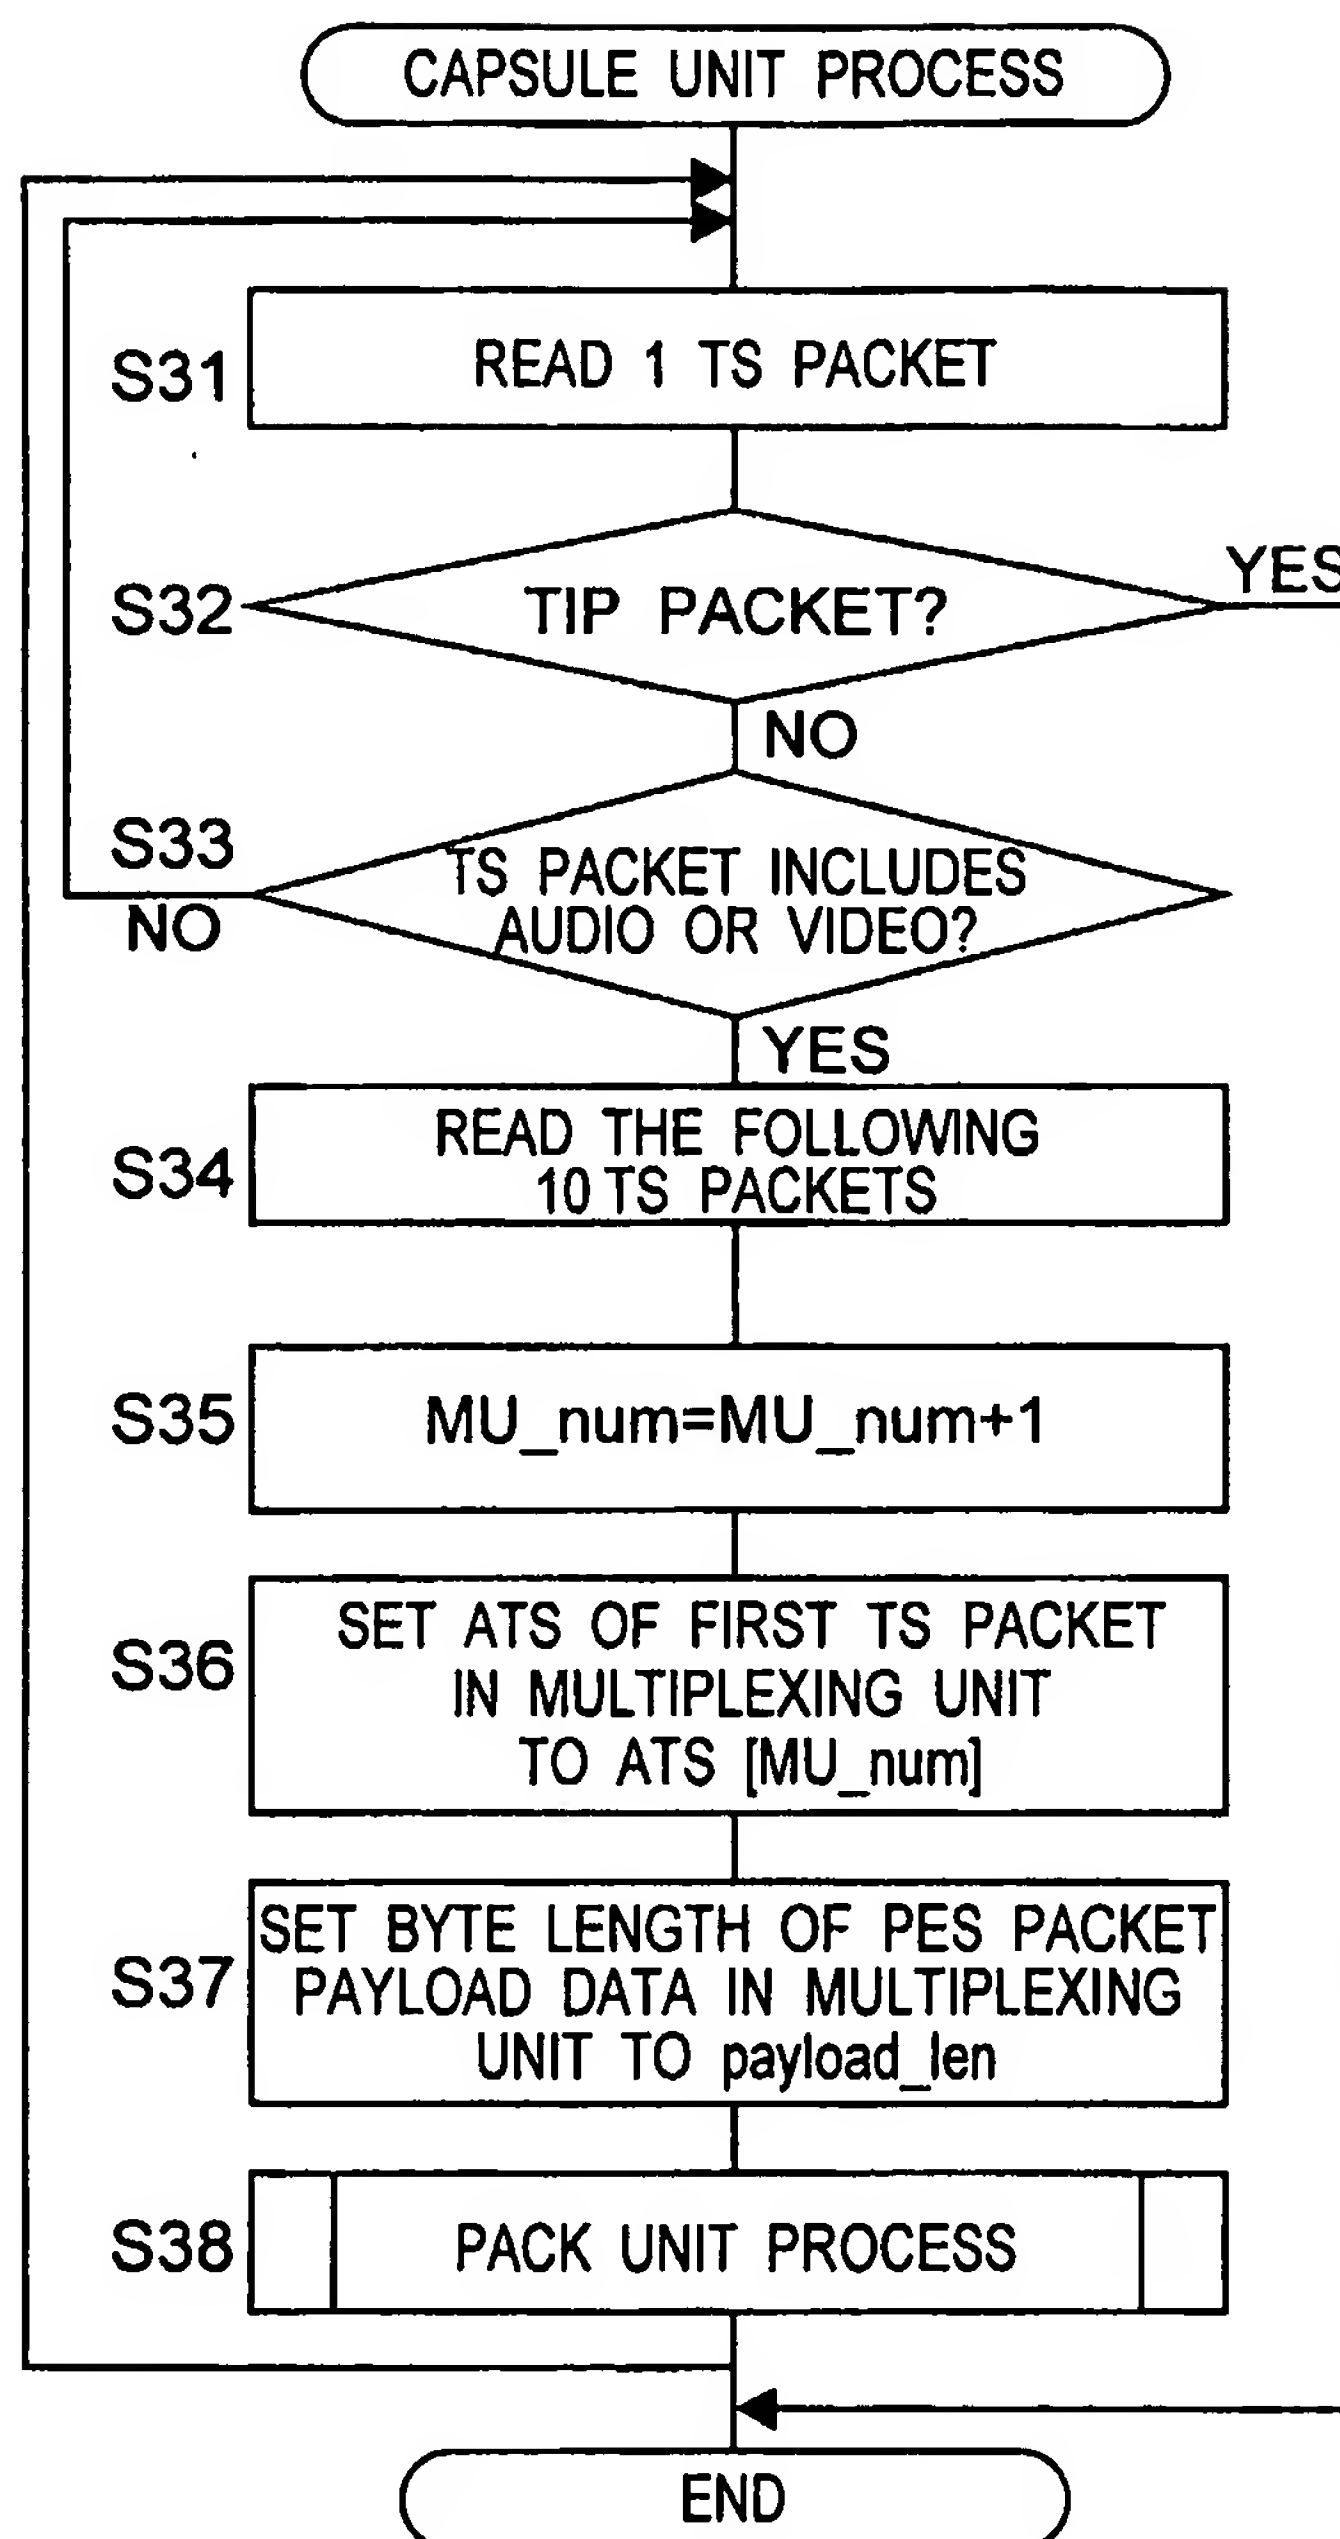 CAPSULE UNIT PROCESS
S31
READ 1 TS PACKET
S32
TIP PACKET?
YES
NO
S33
TS PACKET INCLUDES
AUDIO OR VIDEO?
NO
YES
S34
READ THE FOLLOWING
10 TS PACKETS
S35
MU_num=MU_num+1
S36
SET ATS OF FIRST TS PACKET
IN MULTIPLEXING UNIT
TO ATS [MU_num]
S37
SET BYTE LENGTH OF PES PACKET
PAYLOAD DATA IN MULTIPLEXING
UNIT TO payload_len
S38
PACK UNIT PROCESS
END